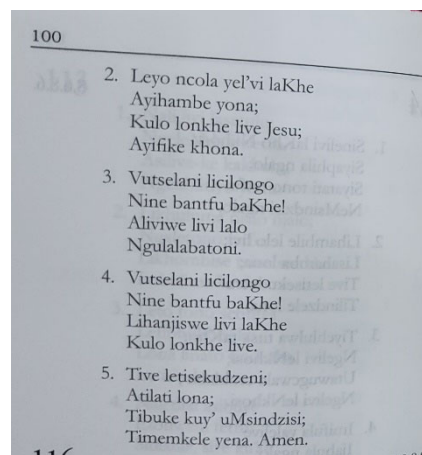 100
2. Leyo ncola yel'vi laKhe
Ayihambe yona;
Kulo lonkhe live Jesu;
Ayifike khona.
3. Vutselani licilongo
Nine bantfu baKhe!
Aliviwe livi lalo
Ngulalabatoni.
4. Vutselani licilongo
Nine bantfu baKhe!
Lihanjiswe livi laKhe
Kulo lonkhe live.
5. Tive letisekudzeni;
Atilati lona;
Tibuke kuy' uMsindzisi;
Timemkele yena. Amen.